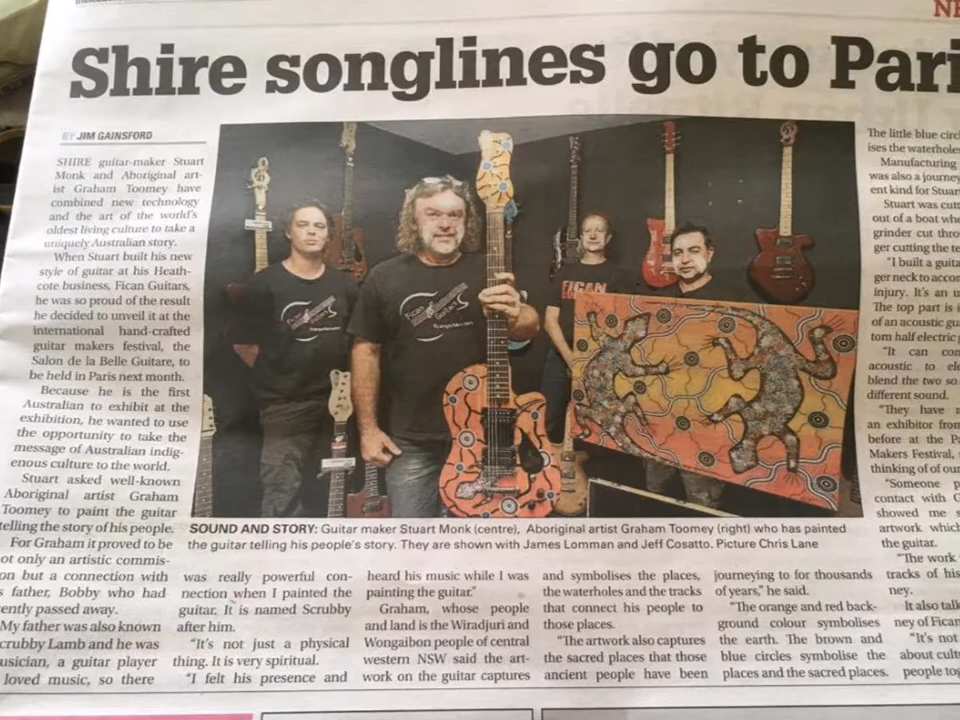 NE
Shire songlines go to Pari
BY JIM GAINSFORD
SHIRE guitar-maker Stuart
Monk and Aboriginal art-
ist Graham Toomey have
combined new technology
and the art of the world's
oldest living culture to take a
uniquely Australian story.
When Stuart built his new
style of guitar at his Heath-
cote business, Fican Guitars,
he was so proud of the result
he decided to unveil it at the
international hand-crafted
guitar makers festival, the
Salon de la Belle Guitare, to
be held in Paris next month.
Because he is the first
Australian to exhibit at the
exhibition, he wanted to use
the opportunity to take the
message of Australian indig-
enous culture to the world.
Stuart asked well-known
Aboriginal artist Graham
Toomey to paint the guitar
telling the story of his people.
For Graham it proved to be
ot only an artistic commis-
on but a connection with
s father, Bobby who had
ently passed away.
My father was also known
crubby Lamb and he was
usician, a guitar player
loved music, so there
Fican
Guitars
FICAN
SOUND AND STORY: Guitar maker Stuart Monk (centre), Aboriginal artist Graham Toomey (right) who has painted
the guitar telling his people's story. They are shown with James Lomman and Jeff Cosatto. Picture Chris Lane
was really powerful con-
nection when I painted the
guitar. It is named Scrubby
after him.
"It's not just a physical
thing. It is very spiritual.
"I felt his presence and
heard his music while I was
painting the guitar."
Graham, whose people
and land is the Wiradjuri and
Wongaibon people of central
western NSW said the art-
work on the guitar captures
and symbolises the places,
the waterholes and the tracks
that connect his people to
those places.
"The artwork also captures
the sacred places that those
ancient people have been
journeying to for thousands
of years," he said.
"The orange and red back-
ground colour symbolises
the earth. The brown and
blue circles symbolise the
places and the sacred places.
The little blue circl
ises the waterholes
Manufacturing
was also a journey
ent kind for Stuar
Stuart was cutt
out of a boat whe
grinder cut thro
ger cutting the te
"I built a guita
ger neck to accor
injury. It's an u
The top part is i
of an acoustic gu
tom half electric g
"It can com
acoustic to ele
blend the two so
different sound.
"They have n
an exhibitor from
before at the Pa
Makers Festival, s
thinking of of our
"Someone p
contact with G
showed me s
artwork which
the guitar.
"The work
tracks of his
ney.
It also talk
ney of Fican
"It's not
about cultu
people tog